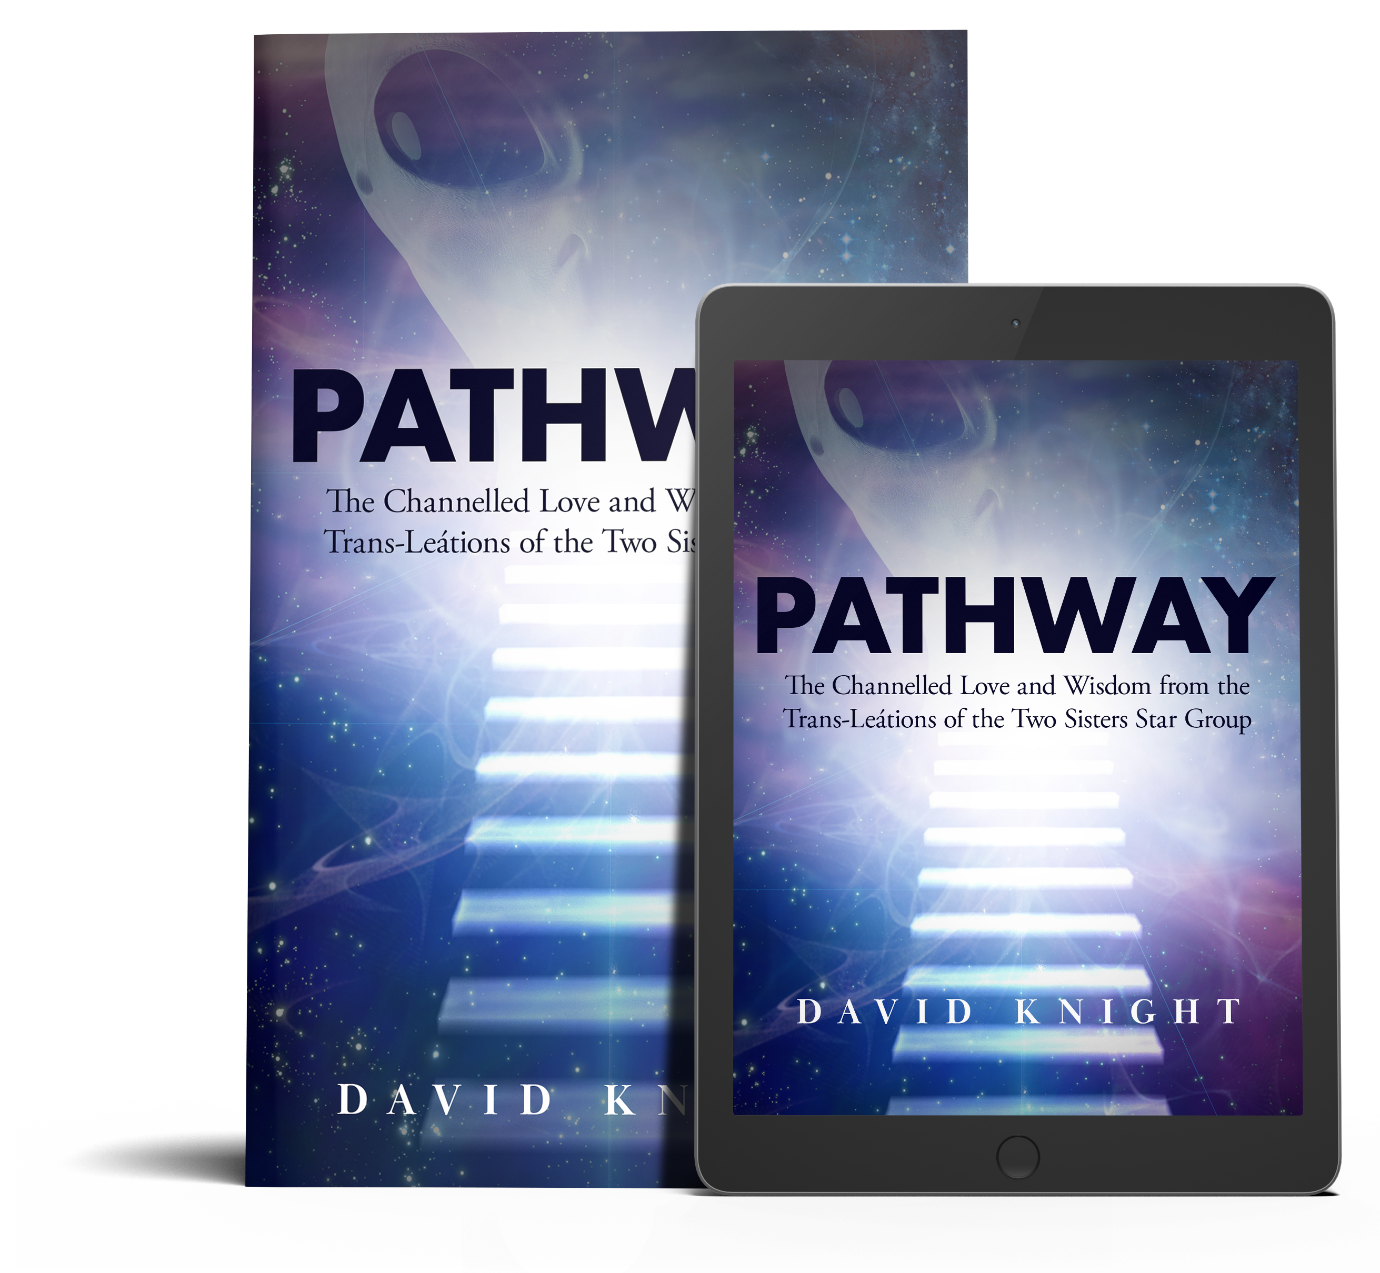 PATHW
The Channelled Love and W
Trans-Leátions of the Two Sis
DAVID KN
PATHWAY
The Channelled Love and Wisdom from the
Trans-Leátions of the Two Sisters Star Group
DAVID KNIGHT